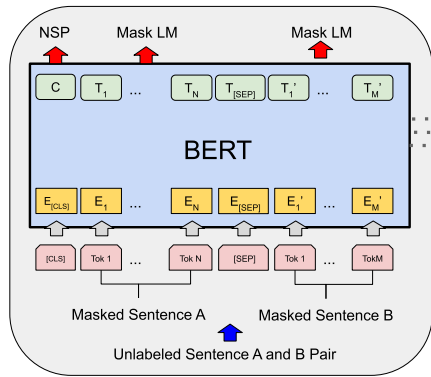 NSP Mask LM Mask LM
C T1 ... TN T[SEP] T1' ... TM'
BERT
E[CLS] E1 ... EN E[SEP] E1' ... EM'
[CLS] Tok 1 ... Tok N [SEP] Tok 1 ... TokM
Masked Sentence A Masked Sentence B
Unlabeled Sentence A and B Pair